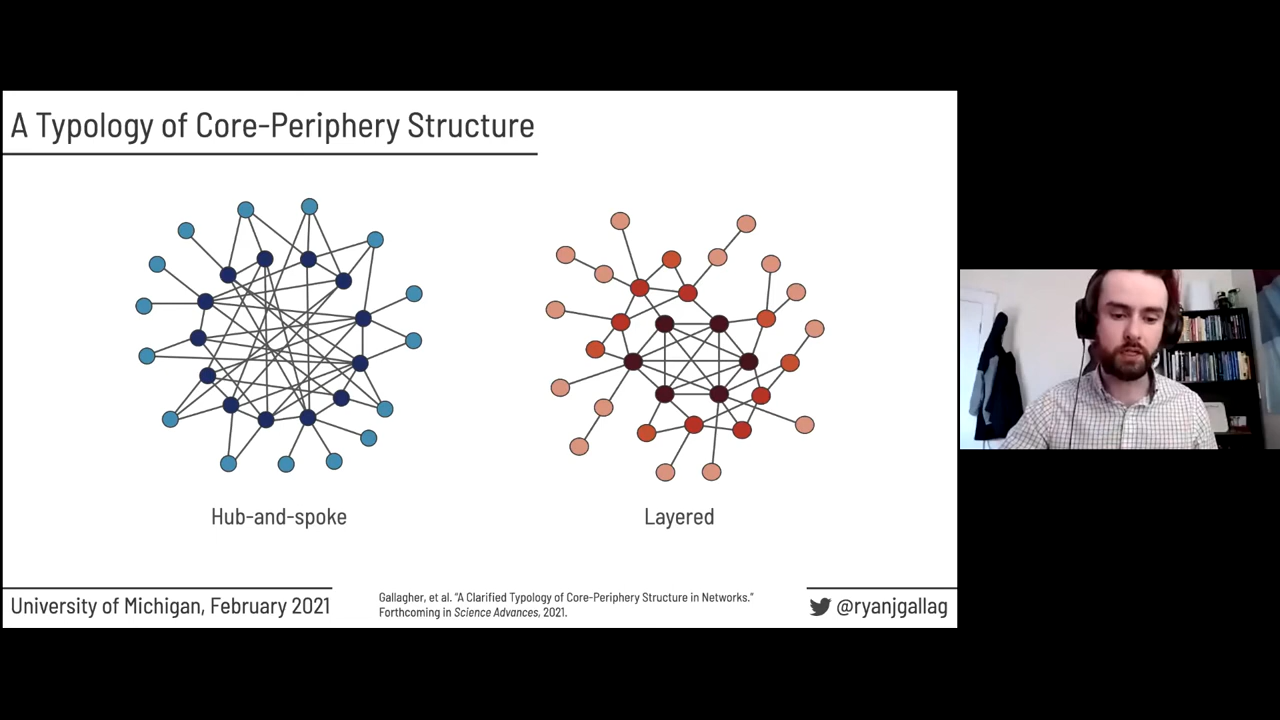 A Typology of Core-Periphery Structure
Hub-and-spoke
Layered
University of Michigan, February 2021
Gallagher, et al. “A Clarified Typology of Core-Periphery Structure in Networks.”
Forthcoming in Science Advances, 2021.
@ryanjgallag